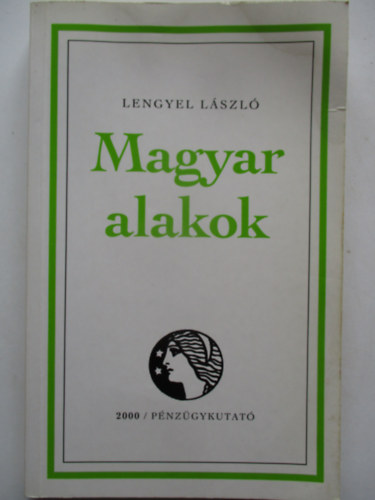 LENGYEL LÁSZLÓ
Magyar
alakok
2000 / PÉNZÜGYKUTATÓ